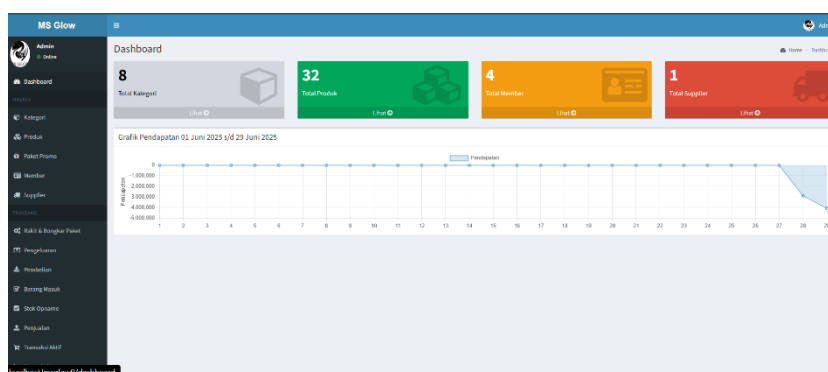 MS Glow
Admin
Online
Dashboard
Kategori
Produk
Paket Promo
Member
Supplier
Rakit & Bongkar Paket
Pengeluaran
Pembelian
Barang Masuk
Stok Opname
Penjualan
Transaksi Aktif
Dashboard
Home
8
Total Kategori
Lihat
32
Total Produk
Lihat
4
Total Member
Lihat
1
Total Supplier
Lihat
Grafik Pendapatan 01 Juni 2025 s/d 29 Juni 2025
Pendapatan
Pendapatan
0
-1,000,000
-2,000,000
-3,000,000
-4,000,000
-5,000,000
1 2 3 4 5 6 7 8 9 10 11 12 13 14 15 16 17 18 19 20 21 22 23 24 25 26 27 28